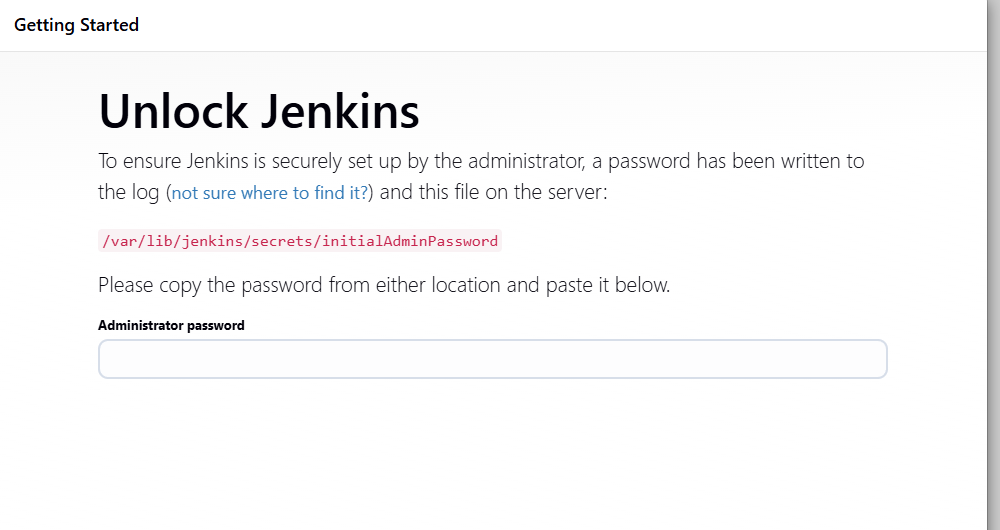 Getting Started
Unlock Jenkins
To ensure Jenkins is securely set up by the administrator, a password has been written to
the log (not sure where to find it?) and this file on the server:
/var/lib/jenkins/secrets/initialAdminPassword
Please copy the password from either location and paste it below.
Administrator password